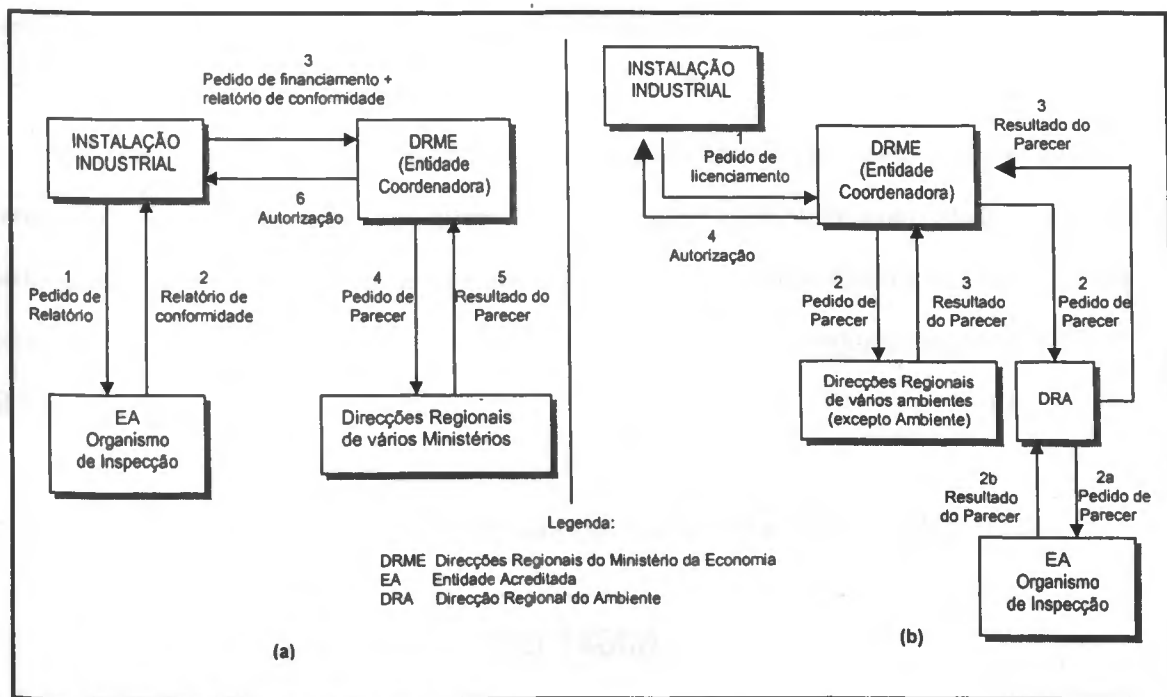 3
Pedido de financiamento +
relatório de conformidade
INSTALAÇÃO
INDUSTRIAL
DRME
(Entidade
Coordenadora)
6
Autorização
1
Pedido de
Relatório
2
Relatório de
conformidade
4
Pedido de
Parecer
5
Resultado do
Parecer
EA
Organismo
de Inspecção
Direcções Regionais
de vários Ministérios
(a)
INSTALAÇÃO
INDUSTRIAL
1
Pedido de
licenciamento
DRME
(Entidade
Coordenadora)
3
Resultado do
Parecer
4
Autorização
2
Pedido de
Parecer
3
Resultado
do Parecer
2
Pedido de
Parecer
Direcções Regionais
de vários ambientes
(excepto Ambiente)
DRA
2b
Resultado
do Parecer
2a
Pedido de
Parecer
EA
Organismo
de Inspecção
(b)
Legenda:
DRME Direcções Regionais do Ministério da Economia
EA Entidade Acreditada
DRA Direcção Regional do Ambiente